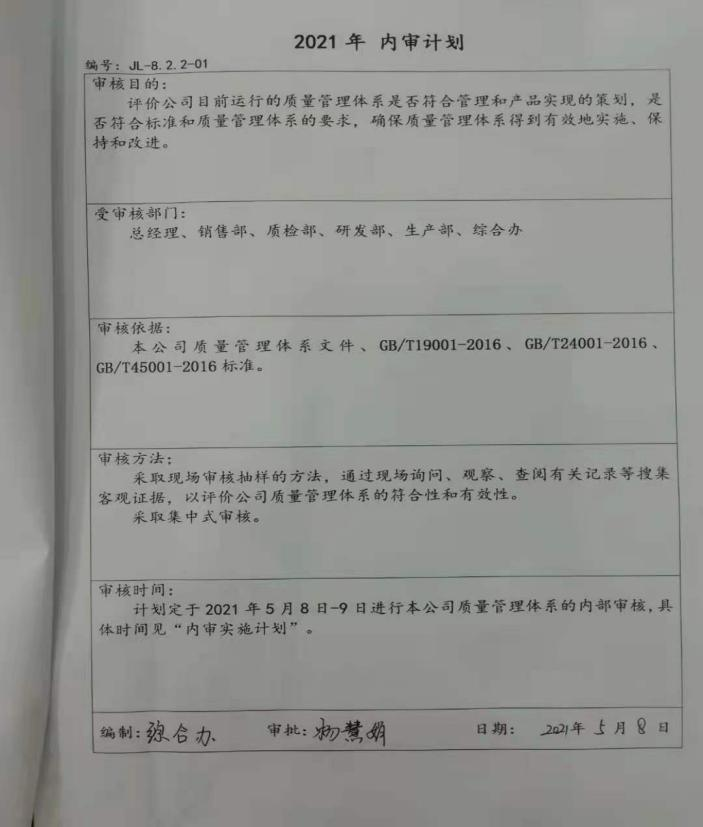 2021 年 内审计划
编号: JL-8.2.2-01
审核目的:
评价公司目前运行的质量管理体系是否符合管理和产品实现的策划, 是
否符合标准和质量管理体系的要求, 确保质量管理体系得到有效地实施、保
持和改进。
受审核部门:
总经理、销售部、质检部、研发部、生产部、综合办
审核依据:
本公司质量管理体系文件、GB/T19001-2016、GB/T24001-2016、
GB/T45001-2016 标准。
审核方法:
采取现场审核抽样的方法, 通过现场询问、观察、查阅有关记录等搜集
客观证据, 以评价公司质量管理体系的符合性和有效性。
采取集中式审核。
审核时间:
计划定于 2021 年 5 月 8 日-9 日进行本公司质量管理体系的内部审核, 具
体时间见“内审实施计划”。
编制: 综合办 审批: 杨慧娟 日期: 2021年 5 月 8 日